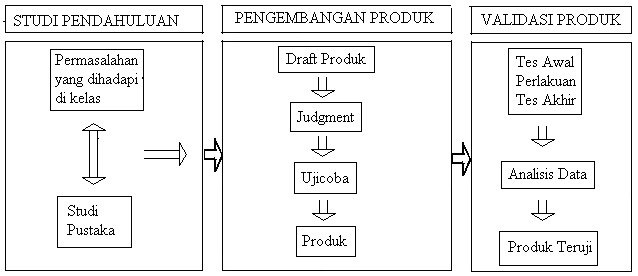 STUDI PENDAHULUAN
Permasalahan
yang dihadapi
di kelas
Studi
Pustaka
PENGEMBANGAN PRODUK
Draft Produk
Judgment
Ujicoba
Produk
VALIDASI PRODUK
Tes Awal
Perlakuan
Tes Akhir
Analisis Data
Produk Teruji